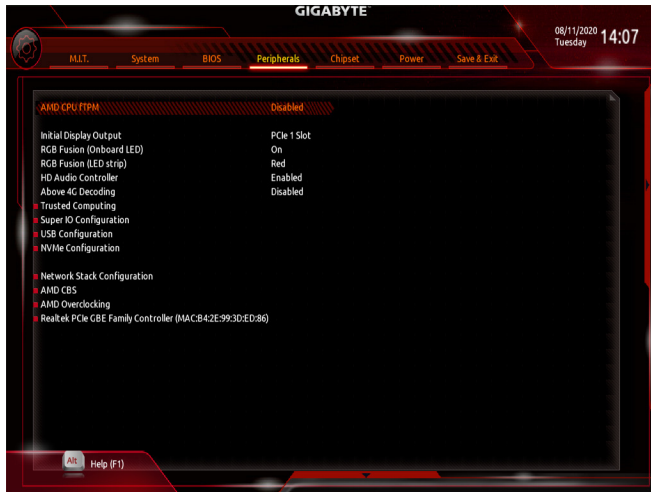 GIGABYTE
08/11/2020 14:07
Tuesday
M.I.T. System BIOS Peripherals Chipset Power Save & Exit
AMD CPU fTPM Disabled
Initial Display Output PCIe 1 Slot
RGB Fusion (Onboard LED) On
RGB Fusion (LED strip) Red
HD Audio Controller Enabled
Above 4G Decoding Disabled
Trusted Computing
Super IO Configuration
USB Configuration
NVMe Configuration
Network Stack Configuration
AMD CBS
AMD Overclocking
Realtek PCIe GBE Family Controller (MAC:B4:2E:99:3D:ED:86)
Alt Help (F1)